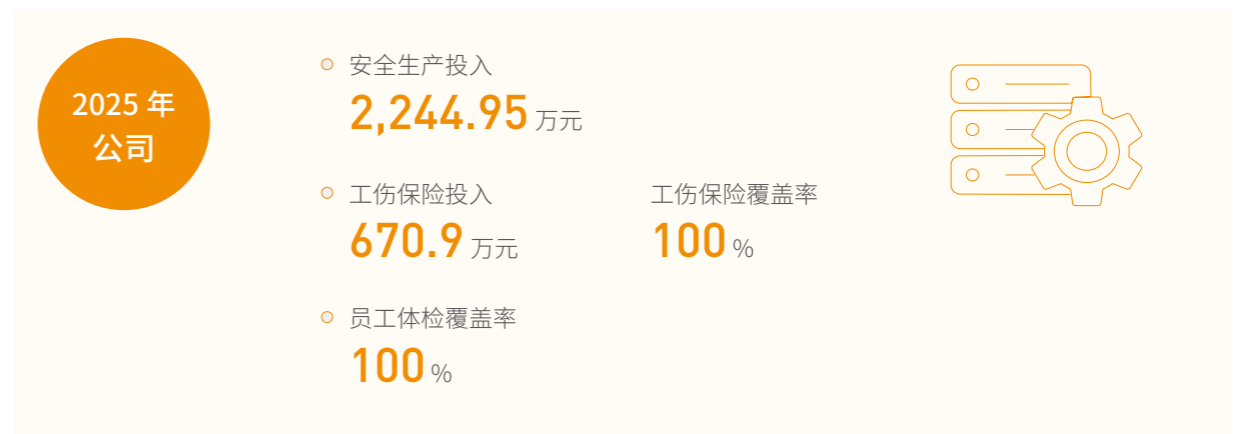 2025 年
公司
安全生产投入
2,244.95 万元
工伤保险投入
670.9 万元
工伤保险覆盖率
100 %
员工体检覆盖率
100 %